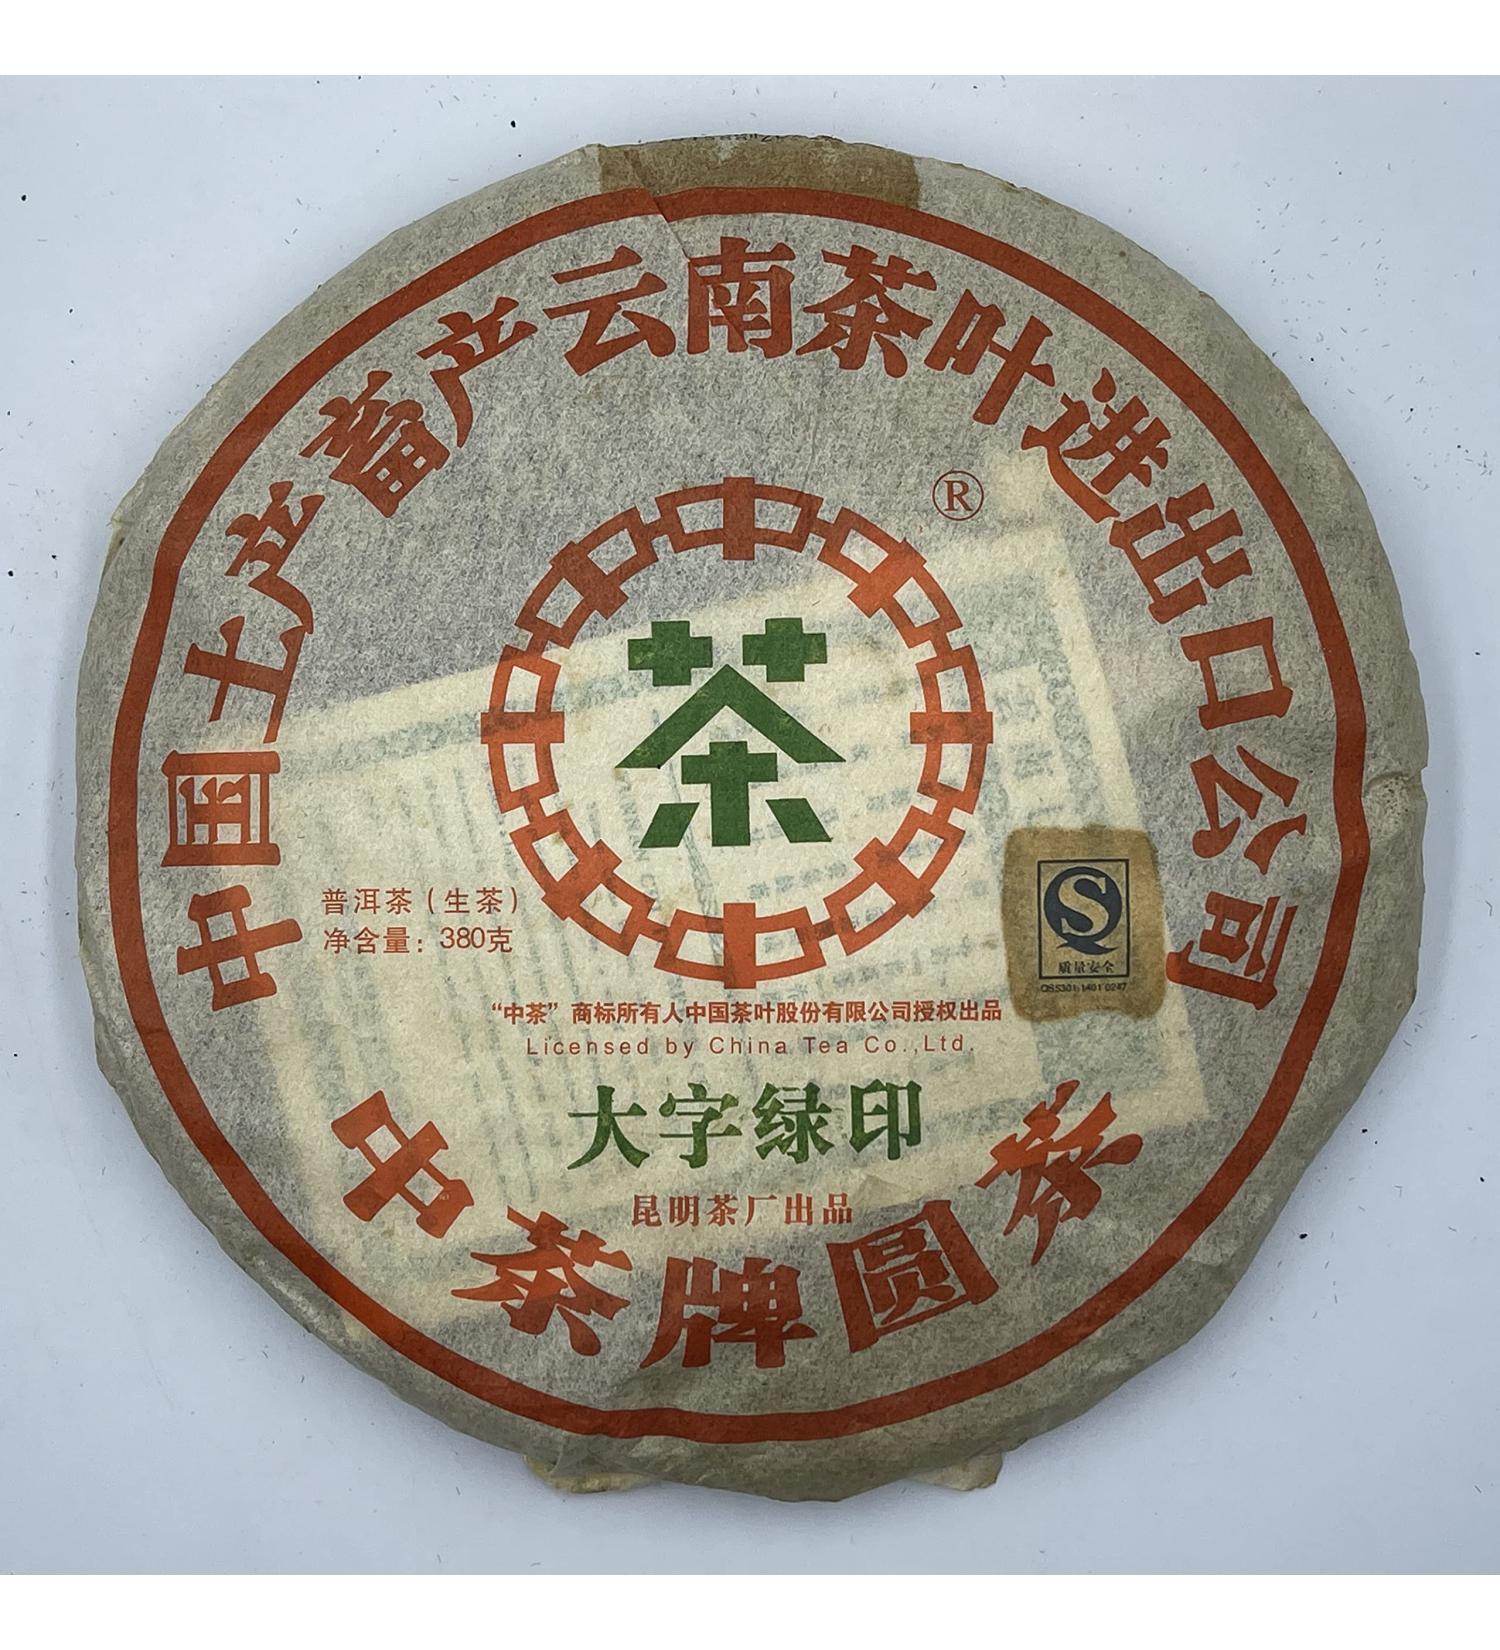 中国土产畜产云南茶叶进出口公司
®
茶
普洱茶（生茶）
净含量：380克
质量安全
QS5301 1401 0247
“中茶”商标所有人中国茶叶股份有限公司授权出品
Licensed by China Tea Co.,Ltd.
大字绿印
昆明茶厂出品
中茶牌圆茶